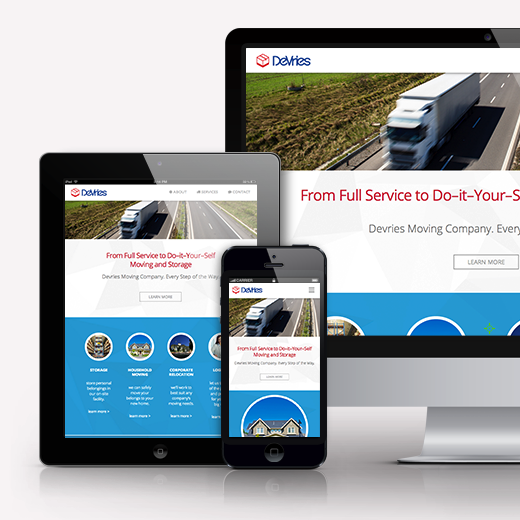 DeVries
From Full Service to Do-it-Your-S
Devries Moving Company. Every
LEARN MORE
iPad
DeVries
ABOUT
SERVICES
CONTACT
From Full Service to Do-it-Your-Self
Moving and Storage
Devries Moving Company. Every Step of the Way.
LEARN MORE
STORAGE
HOUSEHOLD
MOVING
CORPORATE
RELOCATION
store personal
belongings in
our on-site
facility.
we can safely
move your
belongs to your
new home.
we'll work to
best suit any
company's
moving needs
learn more >
learn more >
learn more >
CARRIER
DeVries
From Full Service to Do-it-Your-Self
Moving and Storage
Devries Moving Company. Every Step of the Way.
LEARN MORE